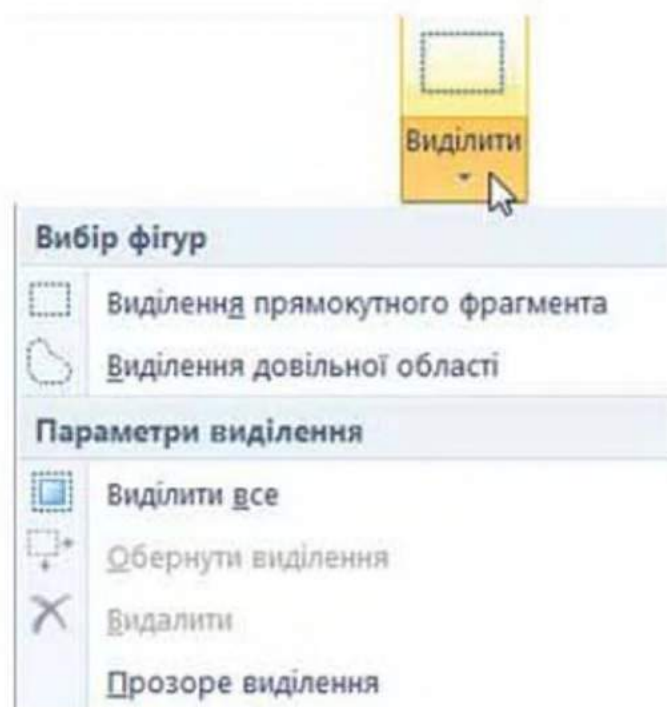 Виділити
Вибір фігур
Виділення прямокутного фрагмента
Виділення довільної області
Параметри виділення
Виділити все
Обернути виділення
Видалити
Прозоре виділення